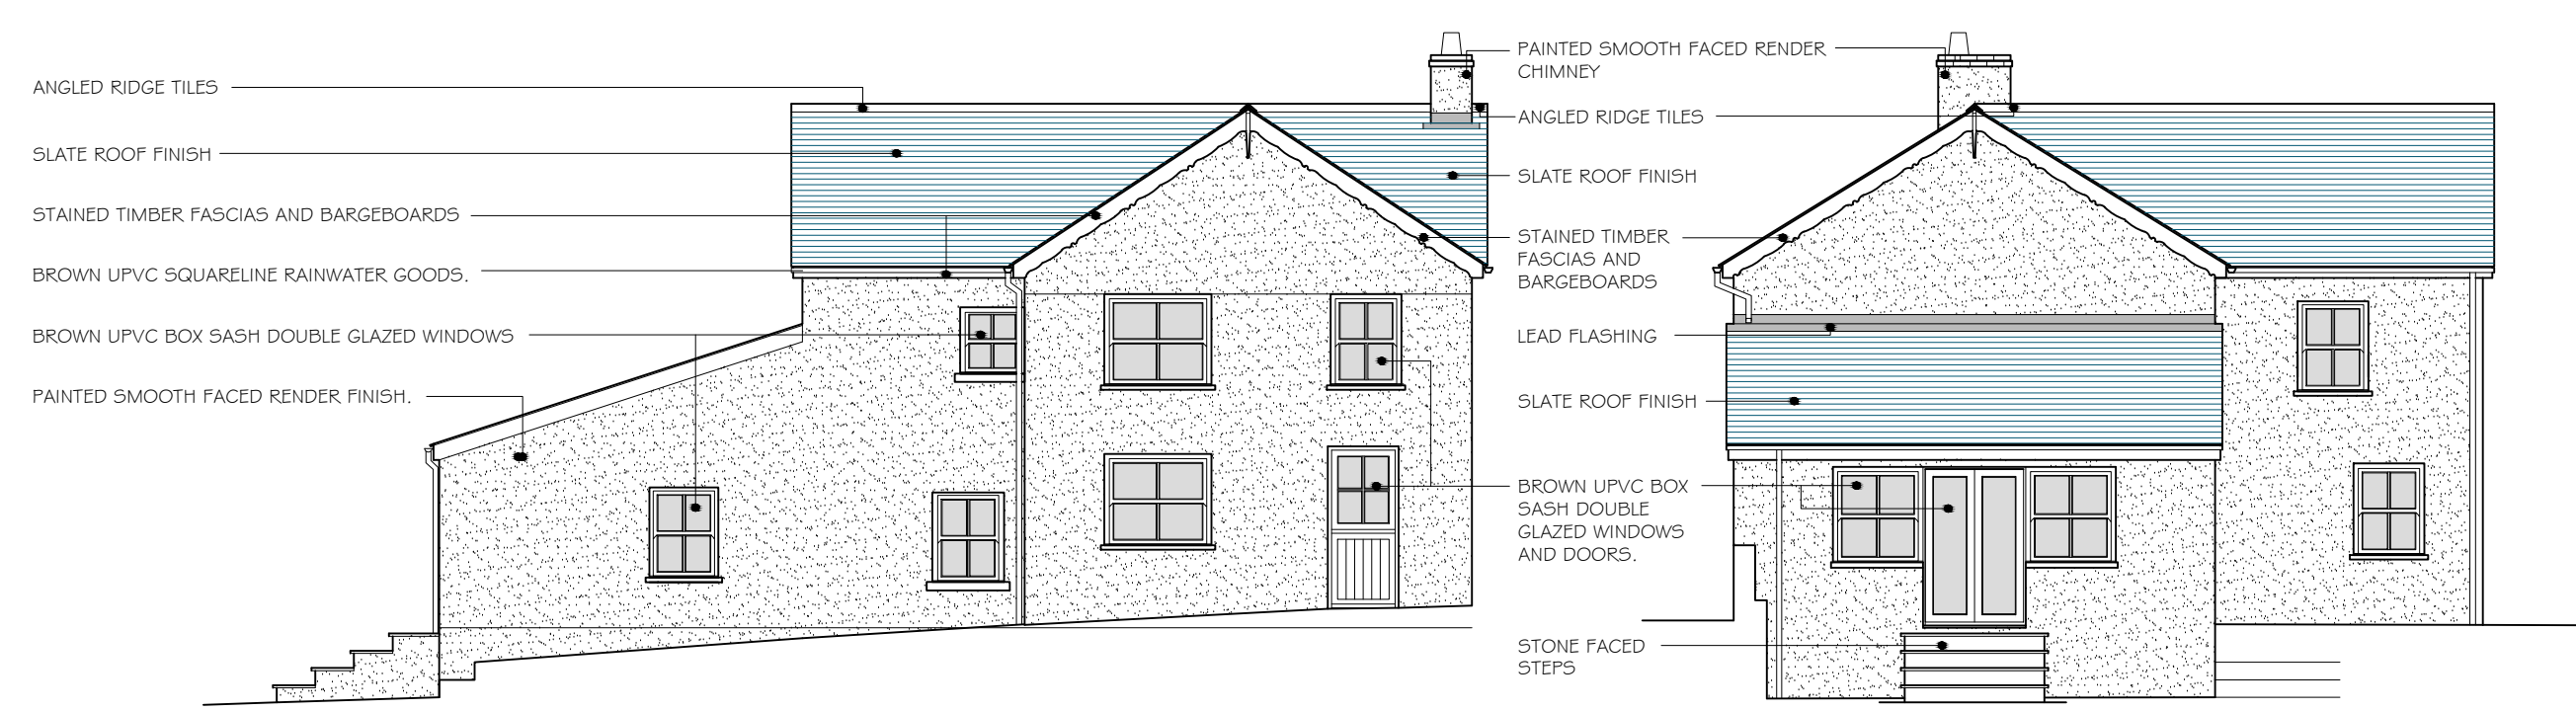 ANGLED RIDGE TILES
SLATE ROOF FINISH
STAINED TIMBER FASCIAS AND BARGEBOARDS
BROWN UPVC SQUARELINE RAINWATER GOODS.
BROWN UPVC BOX SASH DOUBLE GLAZED WINDOWS
PAINTED SMOOTH FACED RENDER FINISH.
PAINTED SMOOTH FACED RENDER
CHIMNEY
ANGLED RIDGE TILES
SLATE ROOF FINISH
STAINED TIMBER
FASCIAS AND
BARGEBOARDS
LEAD FLASHING
SLATE ROOF FINISH
BROWN UPVC BOX
SASH DOUBLE
GLAZED WINDOWS
AND DOORS.
STONE FACED
STEPS